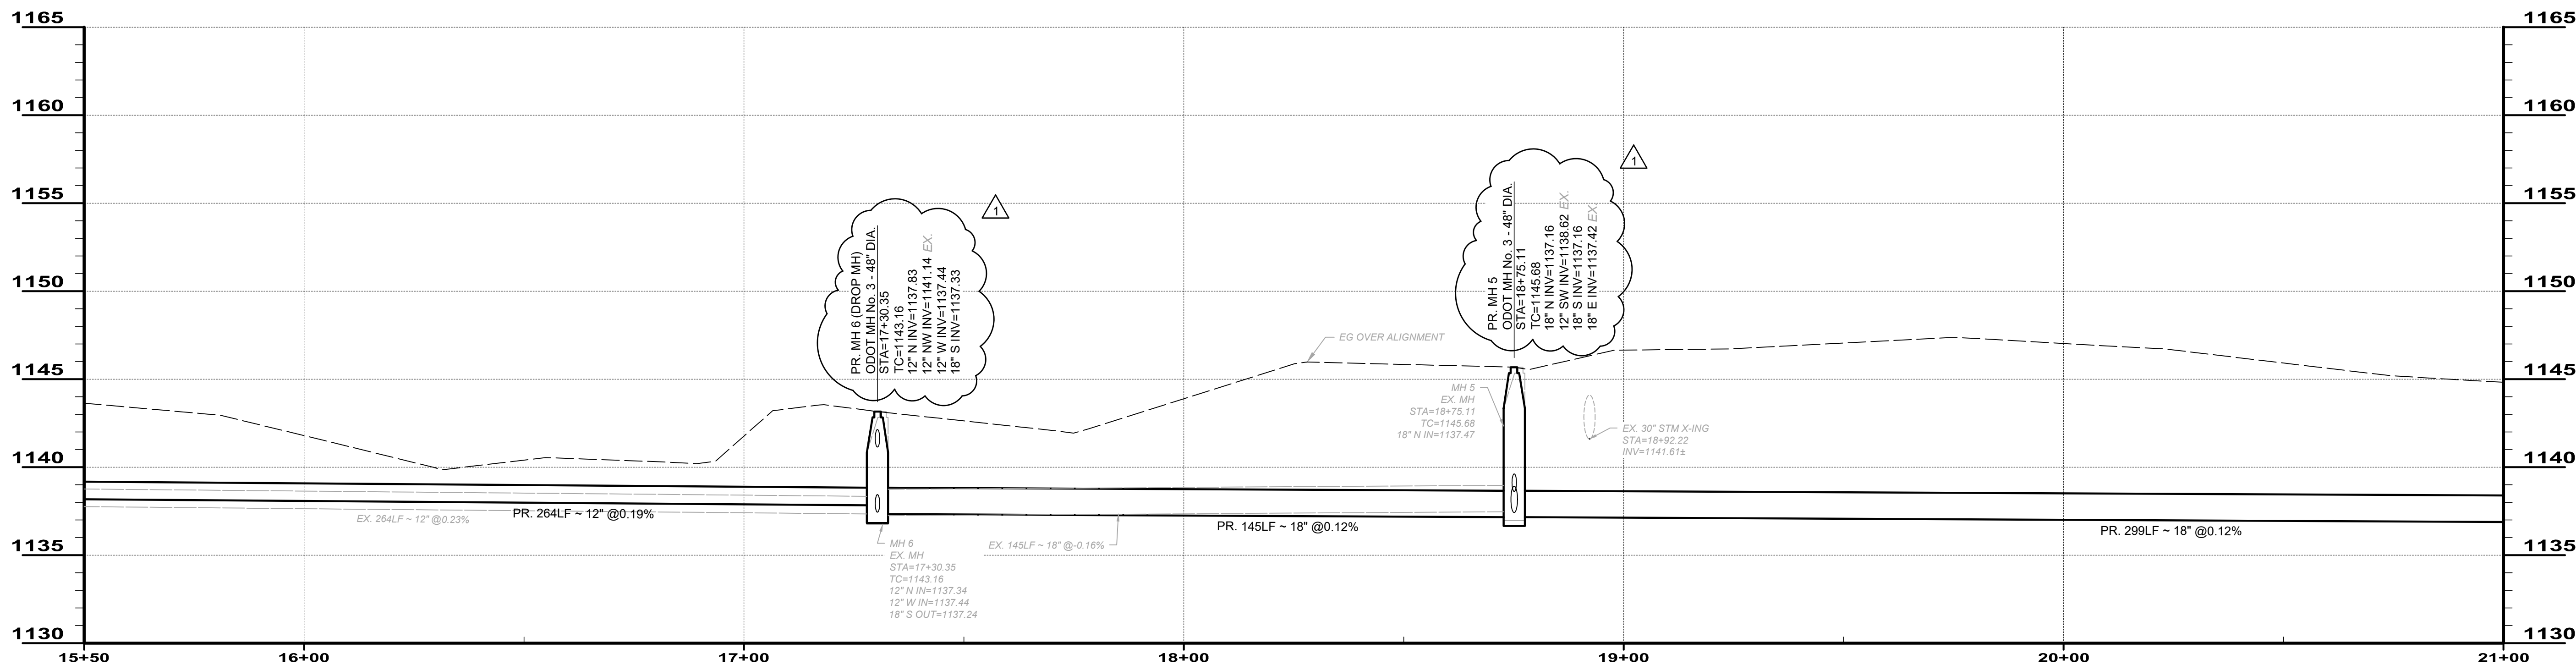 1165
1160
1155
1150
1145
1140
1135
1130
1165
1160
1155
1150
1145
1140
1135
1130
15+50
16+00
17+00
18+00
19+00
20+00
21+00
PR. MH 6 (DROP MH)
ODOT MH No. 3 - 48" DIA.
STA=17+30.35
TC=1143.16
12" N INV=1137.83
12" NW INV=1141.14 EX.
12" W INV=1137.44
18" S INV=1137.33
1
PR. MH 5
ODOT MH No. 3 - 48" DIA.
STA=18+75.11
TC=1145.68
18" N INV=1137.16
12" SW INV=1138.62 EX.
18" S INV=1137.16
18" E INV=1137.42 EX.
1
EG OVER ALIGNMENT
MH 5
EX. MH
STA=18+75.11
TC=1145.68
18" N IN=1137.47
EX. 30" STM X-ING
STA=18+92.22
INV=1141.61±
EX. 264LF ~ 12" @0.23%
PR. 264LF ~ 12" @0.19%
MH 6
EX. MH
STA=17+30.35
TC=1143.16
12" N IN=1137.34
12" W IN=1137.44
18" S OUT=1137.24
EX. 145LF ~ 18" @-0.16%
PR. 145LF ~ 18" @0.12%
PR. 299LF ~ 18" @0.12%